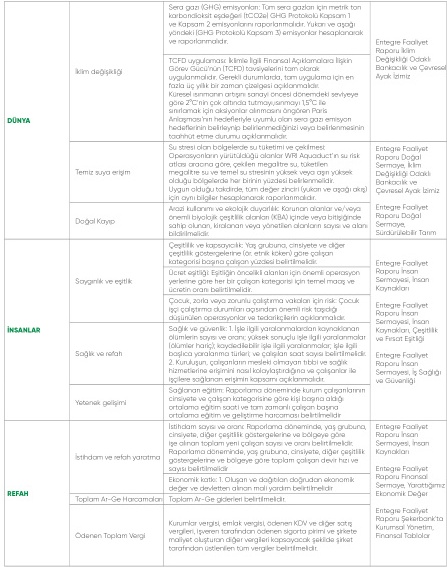 Sera gazı (GHG) emisyonları: Tüm sera gazları için metrik ton
karbondioksit eşdeğeri (tCO2e) GHG Protokolü Kapsam 1
ve Kapsam 2 emisyonlarını raporlanmalıdır. Yukarı ve aşağı
yöndeki (GHG Protokolü Kapsam 3) emisyonlar hesaplanarak
ve raporlanmalıdır.
İklim değişikliği
TCFD uygulaması: İklimle İlgili Finansal Açıklamalara İlişkin
Görev Gücü'nün (TCFD) tavsiyelerini tam olarak
uygulanmalıdır. Gerekli durumlarda, tam uygulama için en
fazla üç yıllık bir zaman çizelgesi açıklanmalıdır.
Küresel ısınmanın artışını sanayi öncesi dönemdeki seviyeye
göre 2°C'nin çok altında tutmayı,ısınmayı 1,5°C ile
sınırlamak için aksiyonlar alınmasını öngören Paris
Anlaşması'nın hedefleriyle uyumlu olan sera gazı emisyon
hedeflerinin belirleyip belirlenmediğinizi veya belirlenmesinin
taahhüt etme durumu açıklanmalıdır.
Entegre Faaliyet
Raporu İklim
Değişikliği Odaklı
Bankacılık ve Çevresel
Ayak İzimiz
DÜNYA
Temiz suya erişim
Su stresi olan bölgelerde su tüketimi ve çekilmesi:
Operasyonların yürütüldüğü alanlar WRI Aquaduct'ın su risk
atlası aracına göre, çekilen megalitre su, tüketilen
megalitre su ve temel su stresinin yüksek veya aşırı yüksek
olduğu bölgelerde her birinin yüzdesi belirlenmelidir.
Uygun olduğu takdirde, tüm değer zinciri (yukarı ve aşağı akış)
için aynı bilgiler hesaplanarak raporlanmalıdır.
Entegre Faaliyet
Raporu Doğal
Sermaye, İklim
Değişikliği Odaklı
Bankacılık ve
Çevresel Ayak İzimiz
Doğal Kayıp
Arazi kullanımı ve ekolojik duyarlılık: Korunan alanlar ve/veya
önemli biyolojik çeşitlilik alanları (KBA) içinde veya bitişiğinde
sahip olunan, kiralanan veya yönetilen alanların sayısı ve alanı
bildirilmelidir.
Entegre Faaliyet
Raporu Doğal
Sermaye,
Sürdürülebilir Tarım
İNSANLAR
Saygınlık ve eşitlik
Çeşitlilik ve kapsayıcılık: Yaş grubuna, cinsiyete ve diğer
çeşitlilik göstergelerine (ör. etnik köken) göre çalışan
kategorisi başına çalışan yüzdesi belirtilmelidir.
Ücret eşitliği: Eşitliğin öncelikli alanları için önemli operasyon
yerlerine göre her bir çalışan kategorisi için temel maaş ve
ücretin oranı belirtilmelidir.
Çocuk, zorla veya zorunlu çalıştırma vakaları için risk: Çocuk
işçi çalıştırma durumları açısından önemli risk taşıdığı
düşünülen operasyonlar ve tedarikçilerin açıklanmalıdır.
Entegre Faaliyet
Raporu İnsan
Sermayesi, İnsan
Kaynakları
Entegre Faaliyet
Raporu İnsan
Sermayesi, İnsan
Kaynakları, Çeşitlilik
ve Fırsat Eşitliği
Sağlık ve refah
Sağlık ve güvenlik: 1. İşle ilgili yaralanmalardan kaynaklanan
ölümlerin sayısı ve oranı; yüksek sonuçlu işle ilgili yaralanmalar
(ölümler hariç); kaydedilebilir işle ilgili yaralanmalar; işle ilgili
başlıca yaralanma türleri; ve çalışılan saat sayısı belirtilmelidir.
2. Kuruluşun, çalışanların mesleki olmayan tıbbi ve sağlık
hizmetlerine erişimini nasıl kolaylaştırdığına ve çalışanlar ile
işçilere sağlanan erişimin kapsamı açıklanmalıdır.
Entegre Faaliyet
Raporu İnsan
Sermayesi, İş Sağlığı
ve Güvenliği
Yetenek gelişimi
Sağlanan eğitim: Raporlama döneminde kurum çalışanlarının
cinsiyete ve çalışan kategorisine göre kişi başına aldığı
ortalama eğitim saati ve tam zamanlı çalışan başına
ortalama eğitim ve geliştirme harcaması belirtilmelidir
REFAH
İstihdam ve refah yaratma
İstihdam sayısı ve oranı: Raporlama döneminde, yaş grubuna,
cinsiyete, diğer çeşitlilik göstergelerine ve bölgeye göre
işe alınan toplam yeni çalışan sayısı ve oranı belirtilmelidir.
Raporlama döneminde, yaş grubuna, cinsiyete, diğer çeşitlilik
göstergelerine ve bölgeye göre toplam çalışan devir hızı ve
sayısı belirtilmelidir
Ekonomik katkı: 1. Oluşan ve dağıtılan doğrudan ekonomik
değer ve devletten alınan mali yardım belirtilmelidir
Entegre Faaliyet
Raporu İnsan
Sermayesi, İnsan
Kaynakları
Entegre Faaliyet
Raporu Finansal
Sermaye, Yarattığımız
Ekonomik Değer
Toplam Ar-Ge Harcamaları
Toplam Ar-Ge giderleri belirtilmelidir.
Ödenen Toplam Vergi
Kurumlar vergisi, emlak vergisi, ödenen KDV ve diğer satış
vergileri, işveren tarafından ödenen sigorta pirimi ve şirkete
maliyet oluşturan diğer vergileri kapsayacak şekilde şirket
tarafından üstlenilen tüm vergiler belirtilmelidir.
Entegre Faaliyet
Raporu Şekerbank'ta
Kurumsal Yönetim,
Finansal Tablolar